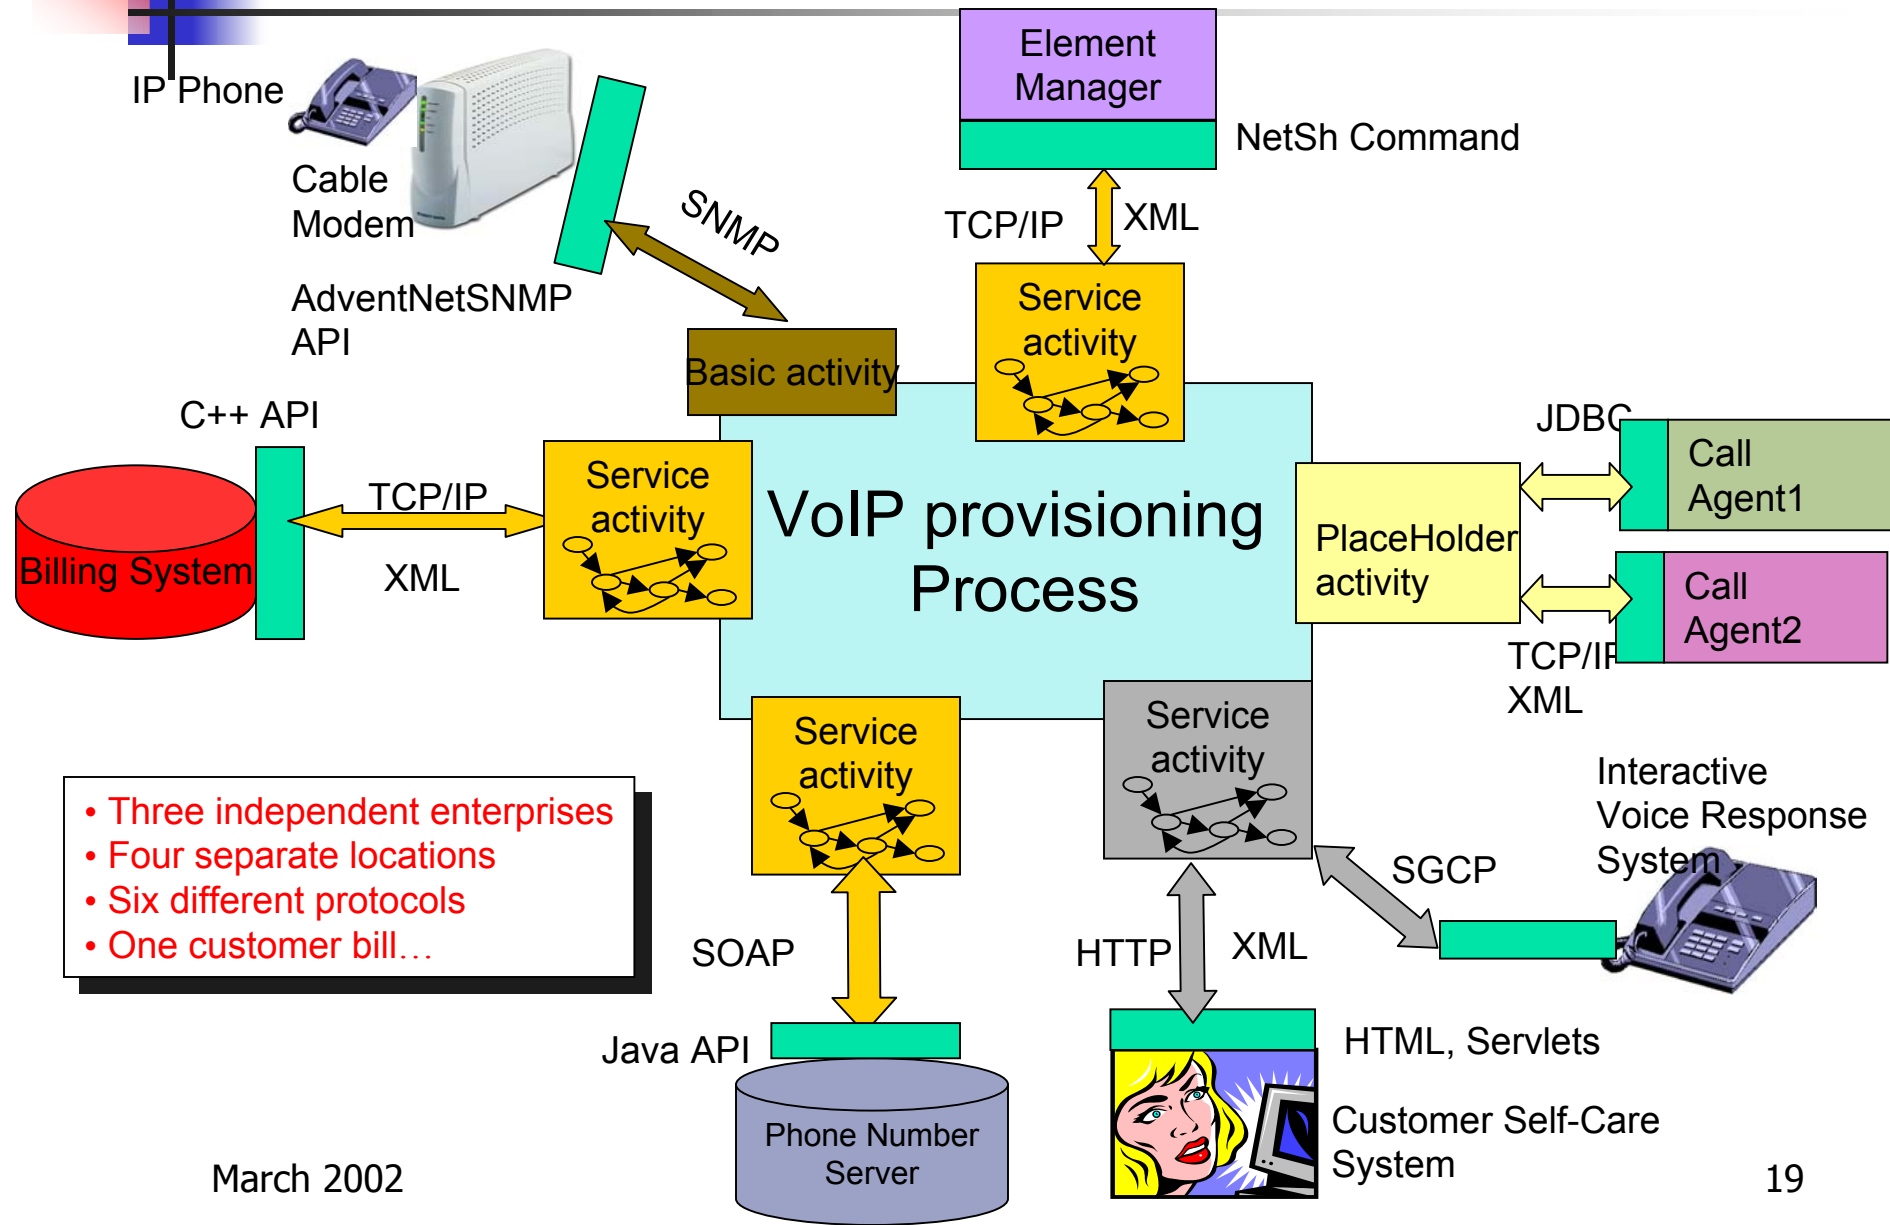 Element
Manager
IP Phone
NetSh Command
Cable
Modem
SNMP
TCP/IP
XML
AdventNetSNMP
API
Service
activity
Basic activity
C++ API
JDBC
Call
Agent1
Service
activity
TCP/IP
XML
Billing System
VoIP provisioning
Process
PlaceHolder
activity
Call
Agent2
TCP/IP
XML
Service
activity
Service
activity
Interactive
Voice Response
System
• Three independent enterprises
• Four separate locations
• Six different protocols
• One customer bill…
SGCP
SOAP
HTTP
XML
Java API
HTML, Servlets
Phone Number
Server
Customer Self-Care
System
March 2002
19